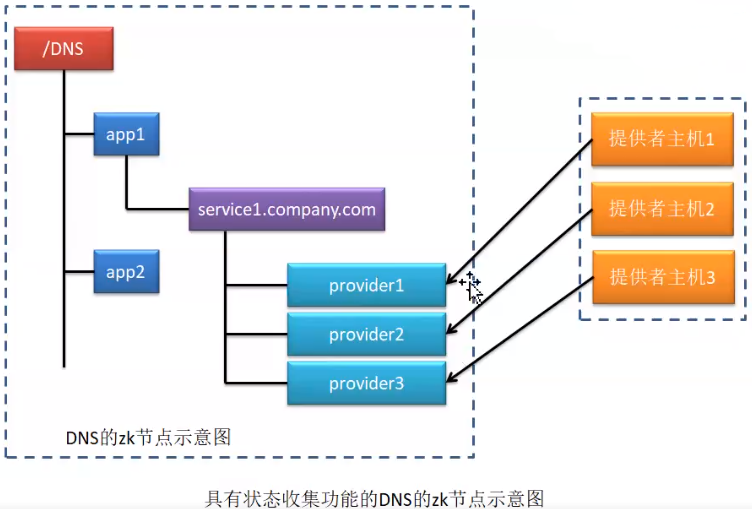 /DNS
app1
service1.company.com
app2
provider1
provider2
provider3
DNS的zk节点示意图
提供者主机1
提供者主机2
提供者主机3
具有状态收集功能的DNS的zk节点示意图